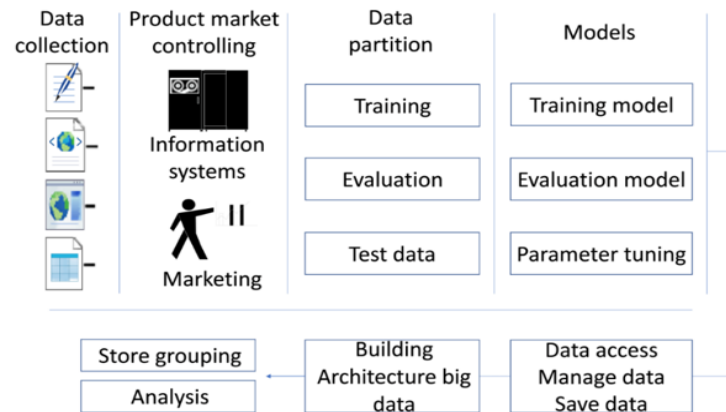 Data
collection
Product market
controlling
Information
systems
Marketing
Data
partition
Training
Evaluation
Test data
Models
Training model
Evaluation model
Parameter tuning
Store grouping
Analysis
Building
Architecture big
data
Data access
Manage data
Save data